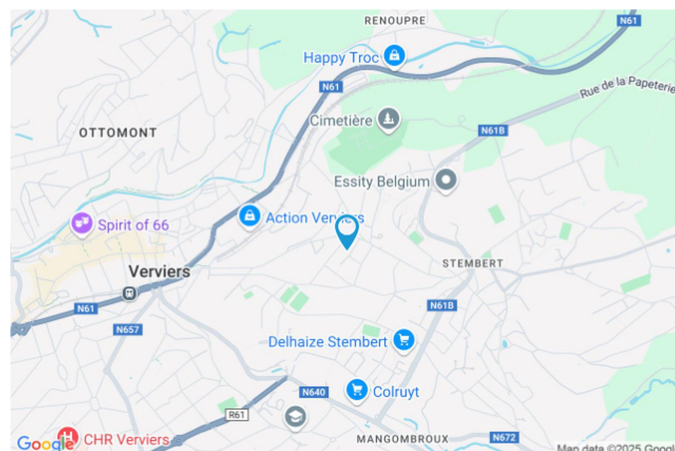 RENOUPRE
N61
Happy Troc
N61
Rue de la Papeterie
OTTOMONT
Cimetière
N61B
Essity Belgium
Spirit of 66
Action Verviers
STEMBERT
Verviers
N61
N657
N61B
Delhaize Stembert
N640
Colruyt
R61
CHR Verviers
MANGOMBROUX
N672
Google
Map data ©2025 Google